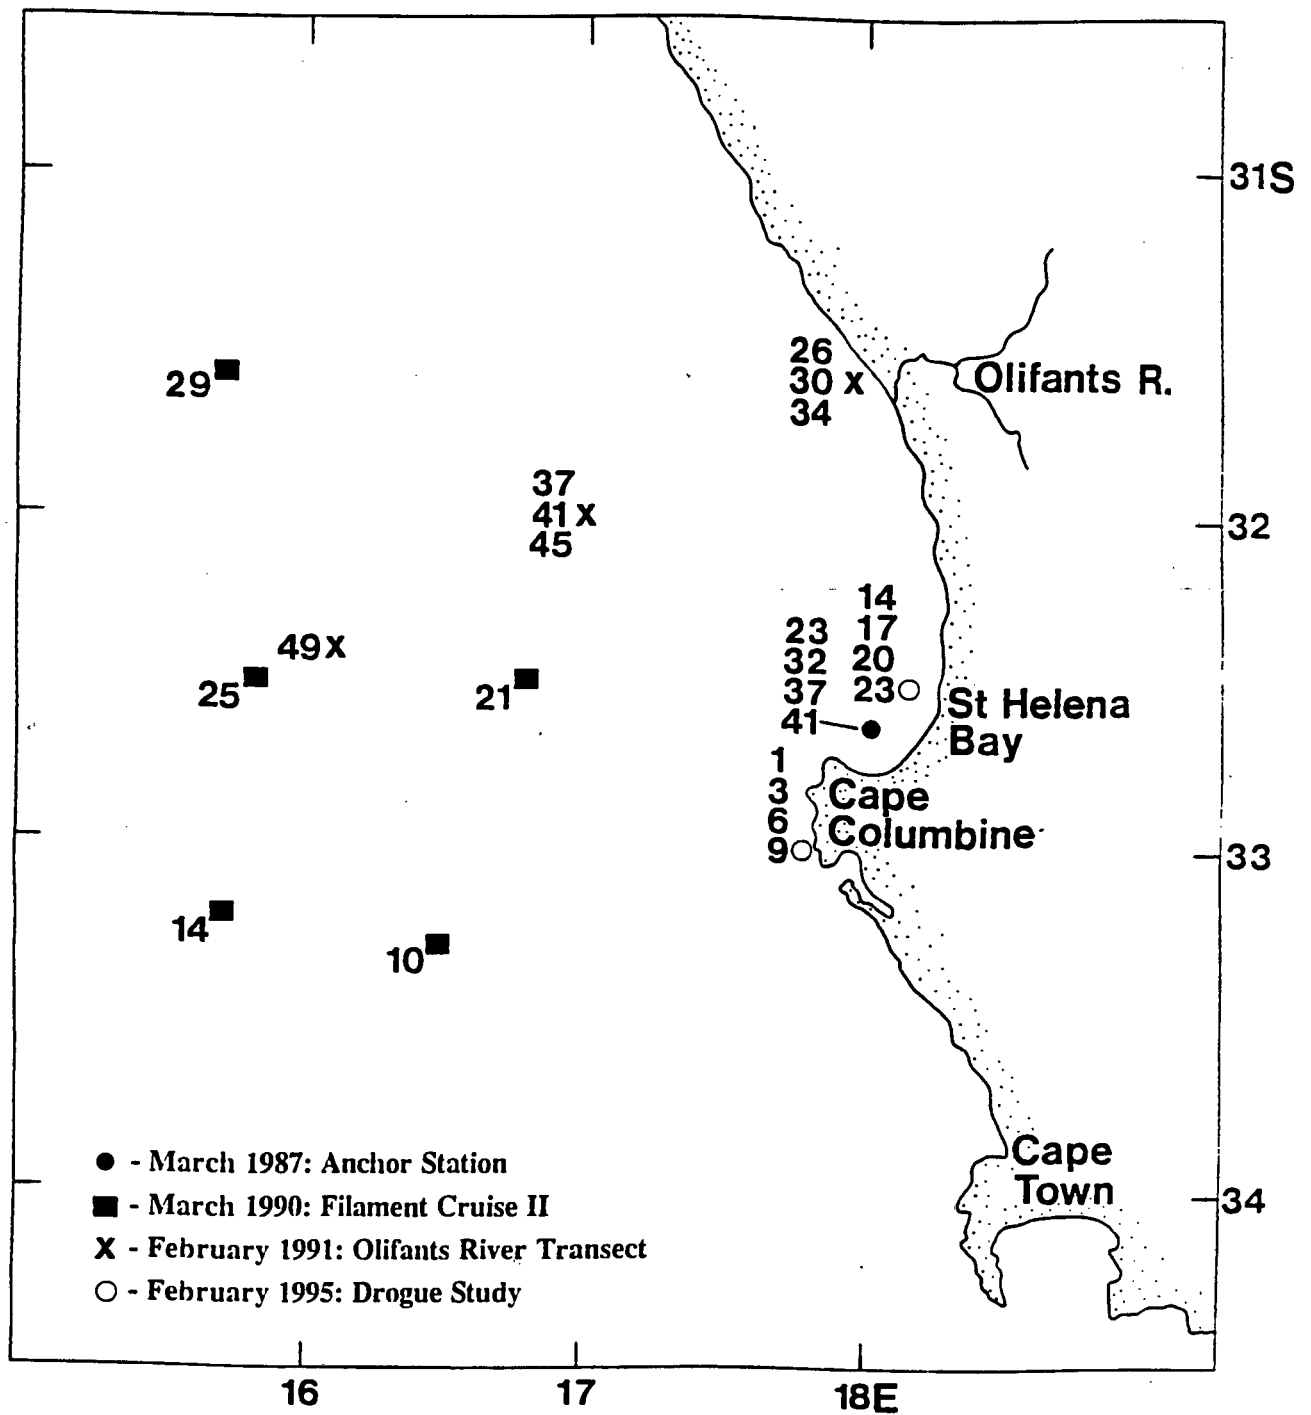 31S
26
30 X
34
Olifants R.
29
37
41 X
45
32
49 X
25
21
14
17
20
23
23
32
37
41
St Helena
Bay
1
3
6
9
Cape
Columbine
33
14
10
Cape
Town
34
● - March 1987: Anchor Station
■ - March 1990: Filament Cruise II
X - February 1991: Olifants River Transect
○ - February 1995: Drogue Study
16
17
18E